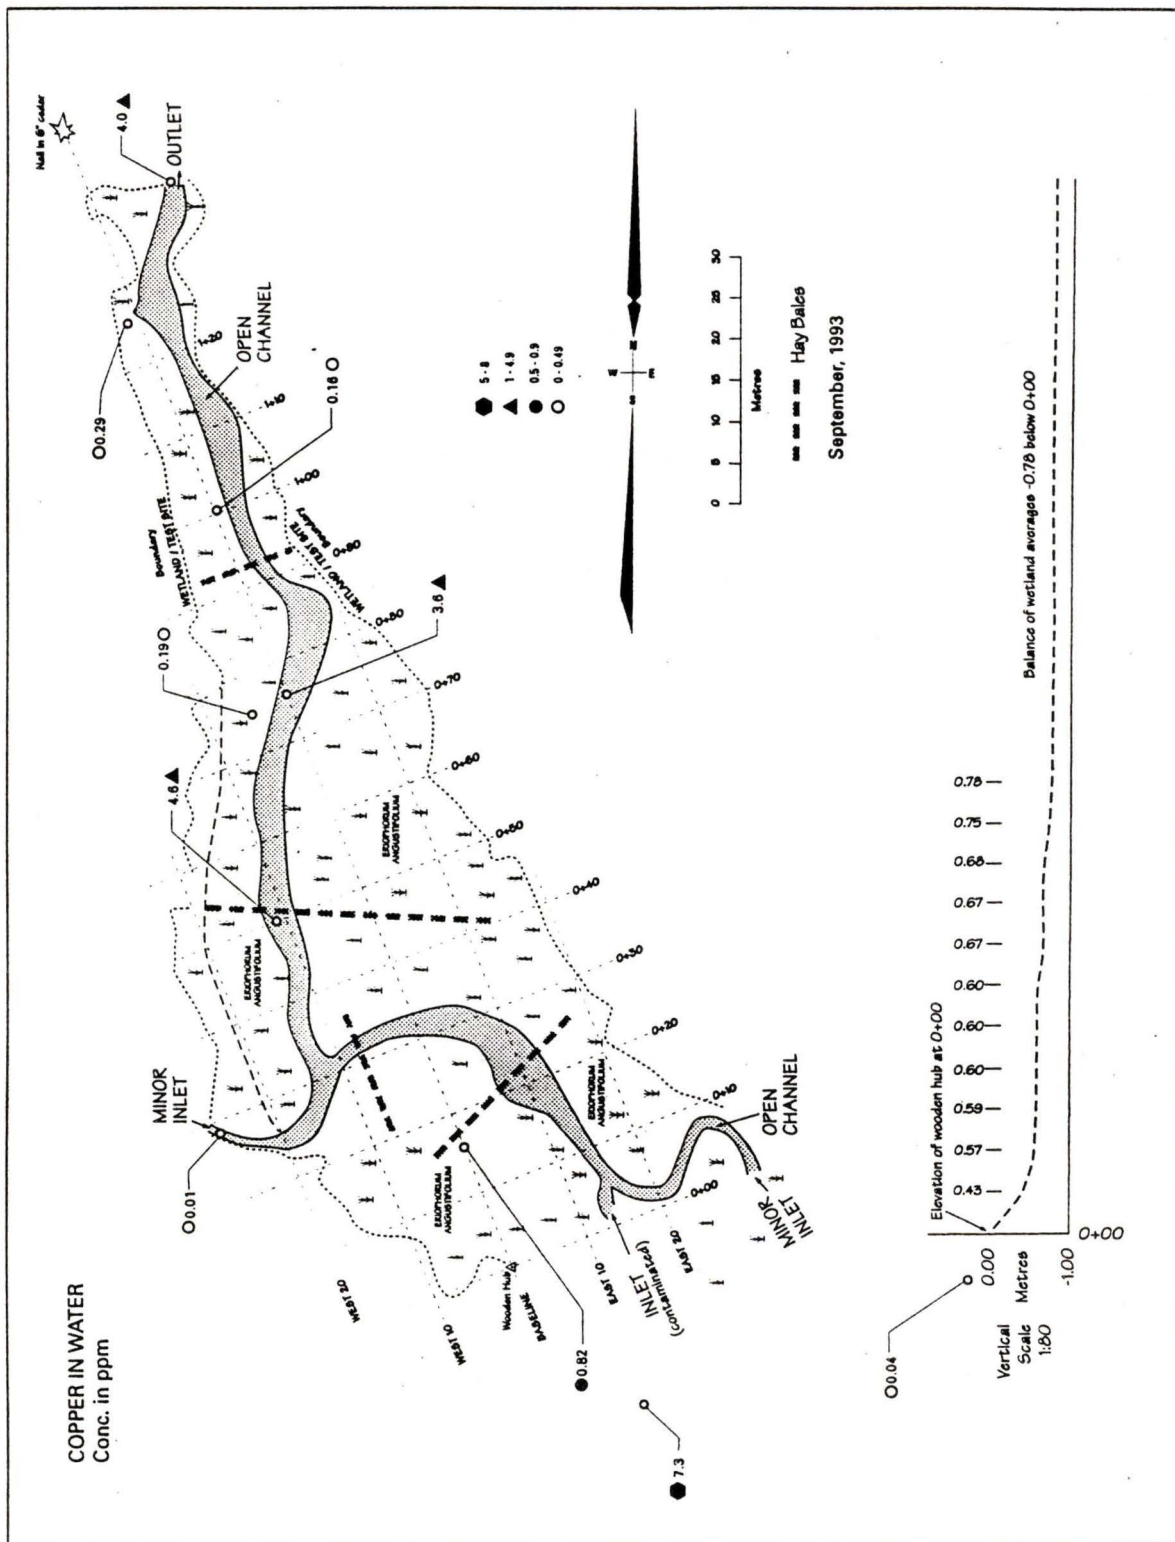 COPPER IN WATER
Conc. in ppm
Nail in 6" cedar
4.0
OUTLET
0.29
OPEN
CHANNEL
1+20
1+10
0.16
1+00
Boundary
WETLAND / TEST SITE
WETLAND / TEST SITE
Boundary
0+90
0+80
0.19
3.6
0+70
4.6
0+60
ERIOPHORUM
ANGUSTIFOLIUM
0+50
0+40
ERIOPHORUM
ANGUSTIFOLIUM
0+30
0+20
MINOR
INLET
0.01
ERIOPHORUM
ANGUSTIFOLIUM
0+10
OPEN
CHANNEL
ERIOPHORUM
ANGUSTIFOLIUM
0+00
MINOR
INLET
WEST 20
WEST 10
Wooden Hub
BASELINE
EAST 10
EAST 20
INLET
(contaminated)
0.82
7.3
0.04
5 - 8
1 - 4.9
0.5 - 0.9
0 - 0.49
W
S N
E
0 5 10 15 20 25 30
Metres
Hay Bales
September, 1993
Elevation of wooden hub at 0+00
0.43
0.57
0.59
0.60
0.60
0.60
0.67
0.67
0.68
0.75
0.78
Balance of wetland averages -0.78 below 0+00
0.00
Metres
-1.00
0+00
Vertical
Scale
1:80